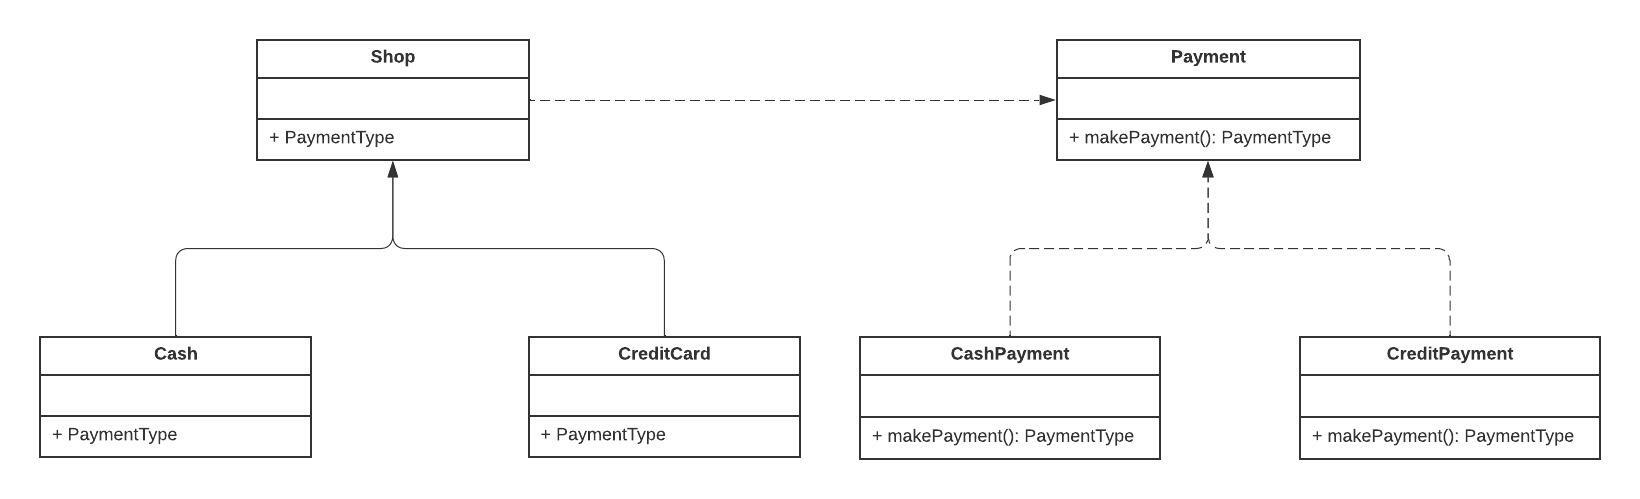 Shop
Payment
+ PaymentType
+ makePayment(): PaymentType
Cash
CreditCard
CashPayment
CreditPayment
+ PaymentType
+ PaymentType
+ makePayment(): PaymentType
+ makePayment(): PaymentType